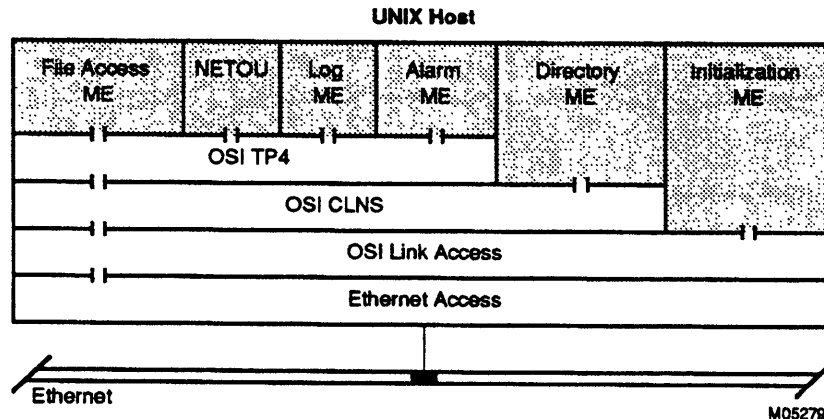 UNIX Host
File Access
ME
NETOU
Log
ME
Alarm
ME
Directory
ME
Initialization
ME
OSI TP4
OSI CLNS
OSI Link Access
Ethernet Access
Ethernet
M05279